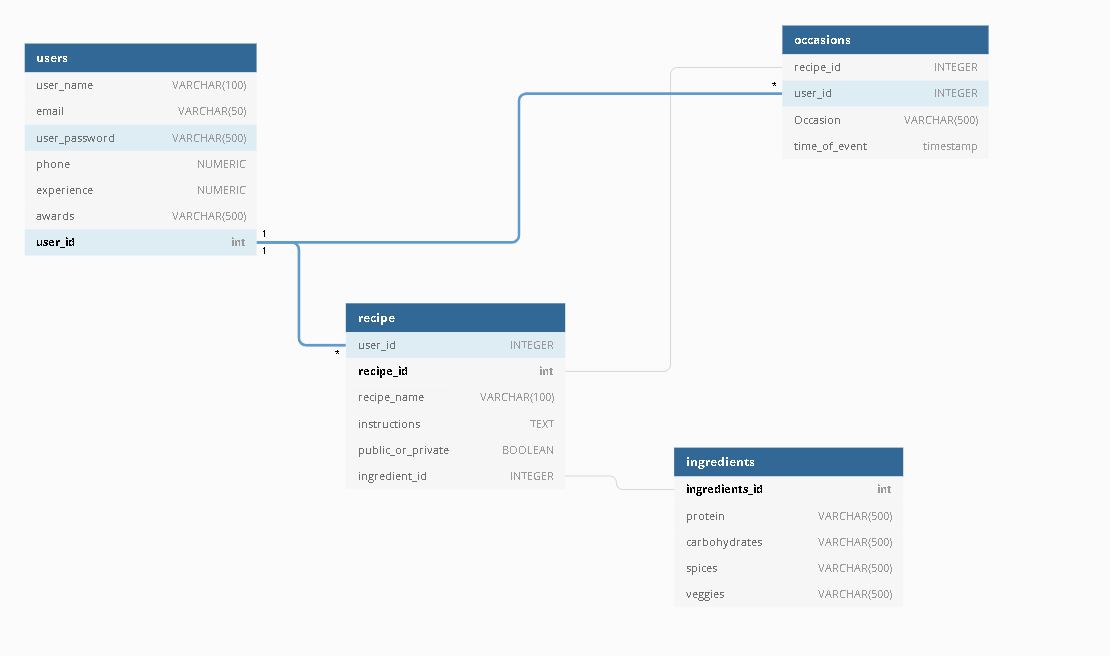 users
user_name VARCHAR(100)
email VARCHAR(50)
user_password VARCHAR(500)
phone NUMERIC
experience NUMERIC
awards VARCHAR(500)
user_id int
1
1
*
*
occasions
recipe_id INTEGER
user_id INTEGER
Occasion VARCHAR(500)
time_of_event timestamp
recipe
user_id INTEGER
recipe_id int
recipe_name VARCHAR(100)
instructions TEXT
public_or_private BOOLEAN
ingredient_id INTEGER
ingredients
ingredients_id int
protein VARCHAR(500)
carbohydrates VARCHAR(500)
spices VARCHAR(500)
veggies VARCHAR(500)